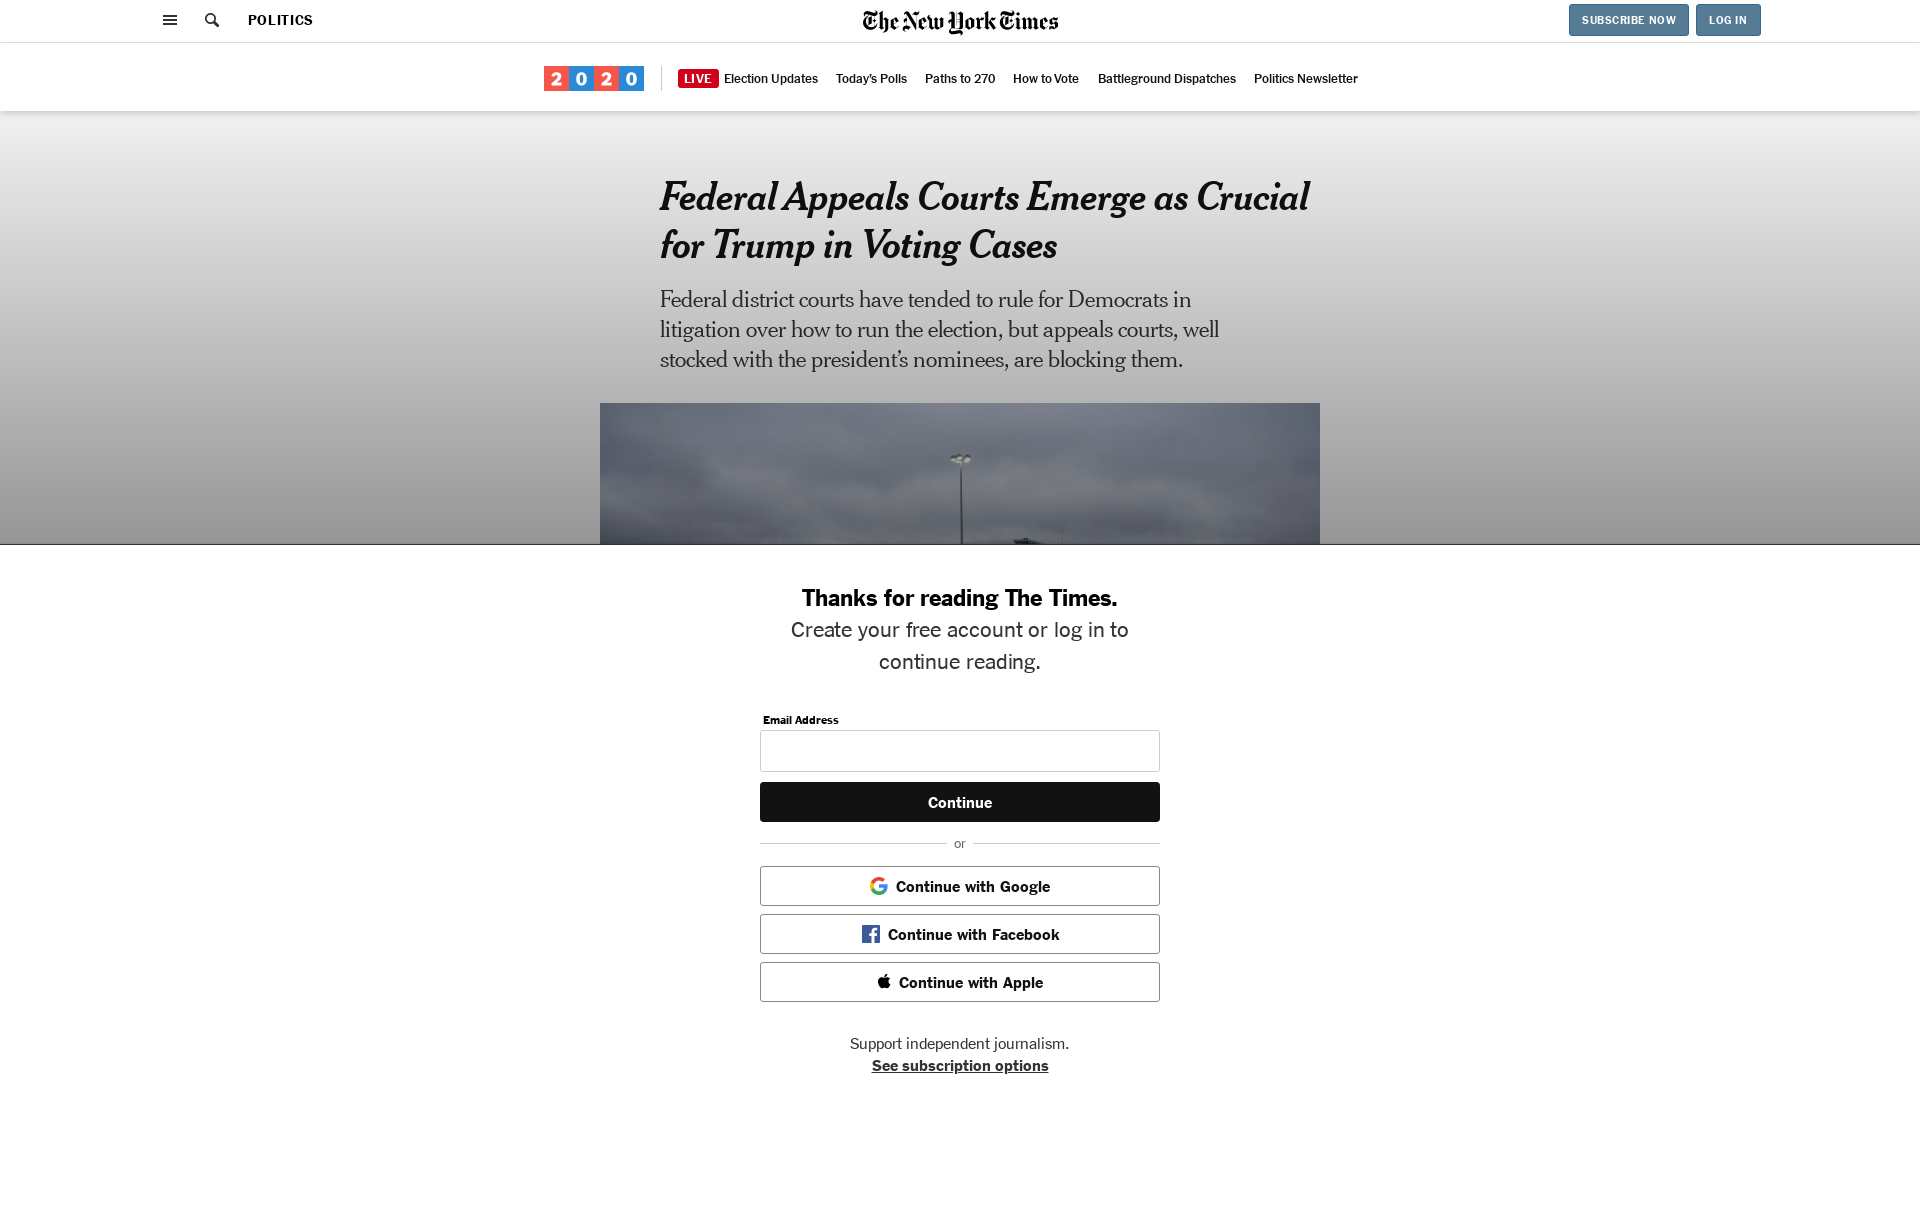 POLITICS
The New York Times
SUBSCRIBE NOW
LOG IN
2020
LIVE Election Updates Today's Polls Paths to 270 How to Vote Battleground Dispatches Politics Newsletter
Federal Appeals Courts Emerge as Crucial
for Trump in Voting Cases
Federal district courts have tended to rule for Democrats in
litigation over how to run the election, but appeals courts, well
stocked with the president’s nominees, are blocking them.
Thanks for reading The Times.
Create your free account or log in to
continue reading.
Email Address
Continue
or
Continue with Google
Continue with Facebook
Continue with Apple
Support independent journalism.
See subscription options